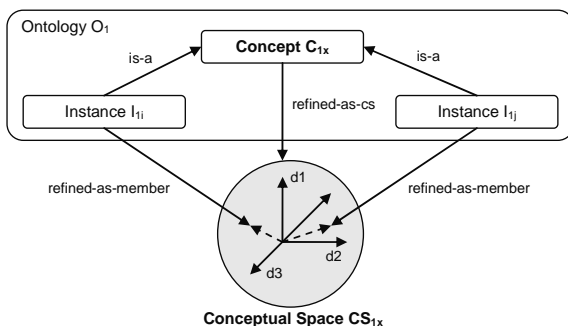 Ontology O₁
Concept C₁ₓ
is-a
is-a
Instance I₁ᵢ
refined-as-cs
Instance I₁ⱼ
refined-as-member
refined-as-member
d1
d2
d3
Conceptual Space CS₁ₓ